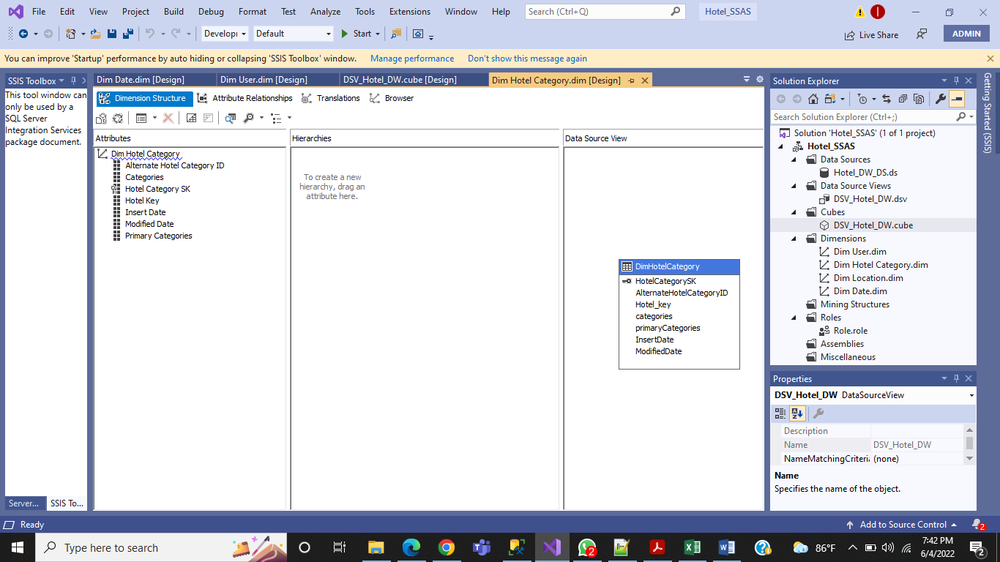 File Edit View Project Build Debug Format Test Analyze Tools Extensions Window Help Search (Ctrl+Q) Hotel_SSAS
Default Start Live Share ADMIN
You can improve 'Startup' performance by auto hiding or collapsing 'SSIS Toolbox' window. Manage performance Don't show this message again
SSIS Toolbox
This tool window can
only be used by a
SQL Server
Integration Services
package document.
Server... SSIS To...
Dim Date.dim [Design] Dim User.dim [Design] DSV_Hotel_DW.cube [Design] Dim Hotel Category.dim [Design]
Dimension Structure Attribute Relationships Translations Browser
Attributes
Dim Hotel Category
Alternate Hotel Category ID
Categories
Hotel Category SK
Hotel Key
Insert Date
Modified Date
Primary Categories
Hierarchies
To create a new
hierarchy, drag an
attribute here.
Data Source View
DimHotelCategory
HotelCategorySK
AlternateHotelCategoryID
Hotel_key
categories
primaryCategories
InsertDate
ModifiedDate
Solution Explorer
Search Solution Explorer (Ctrl+;)
Solution 'Hotel_SSAS' (1 of 1 project)
Hotel_SSAS
Data Sources
Hotel_DW_DS.ds
Data Source Views
DSV_Hotel_DW.dsv
Cubes
DSV_Hotel_DW.cube
Dimensions
Dim User.dim
Dim Hotel Category.dim
Dim Location.dim
Dim Date.dim
Mining Structures
Roles
Role.role
Assemblies
Miscellaneous
Properties
DSV_Hotel_DW DataSourceView
Description
Name DSV_Hotel_DW
NameMatchingCriteria (none)
Name
Specifies the name of the object.
Getting Started (SSIS)
Ready Add to Source Control 2
Type here to search 2 86°F 7:42 PM
6/4/2022 2